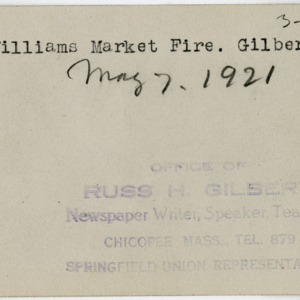 3-
illiams Market Fire. Gilber
May 7, 1921
OFFICE OF
RUSS H. GILBER
Newspaper Writer, Speaker, Tea
CHICOPEE, MASS., TEL. 879
SPRINGFIELD UNION REPRESENTA